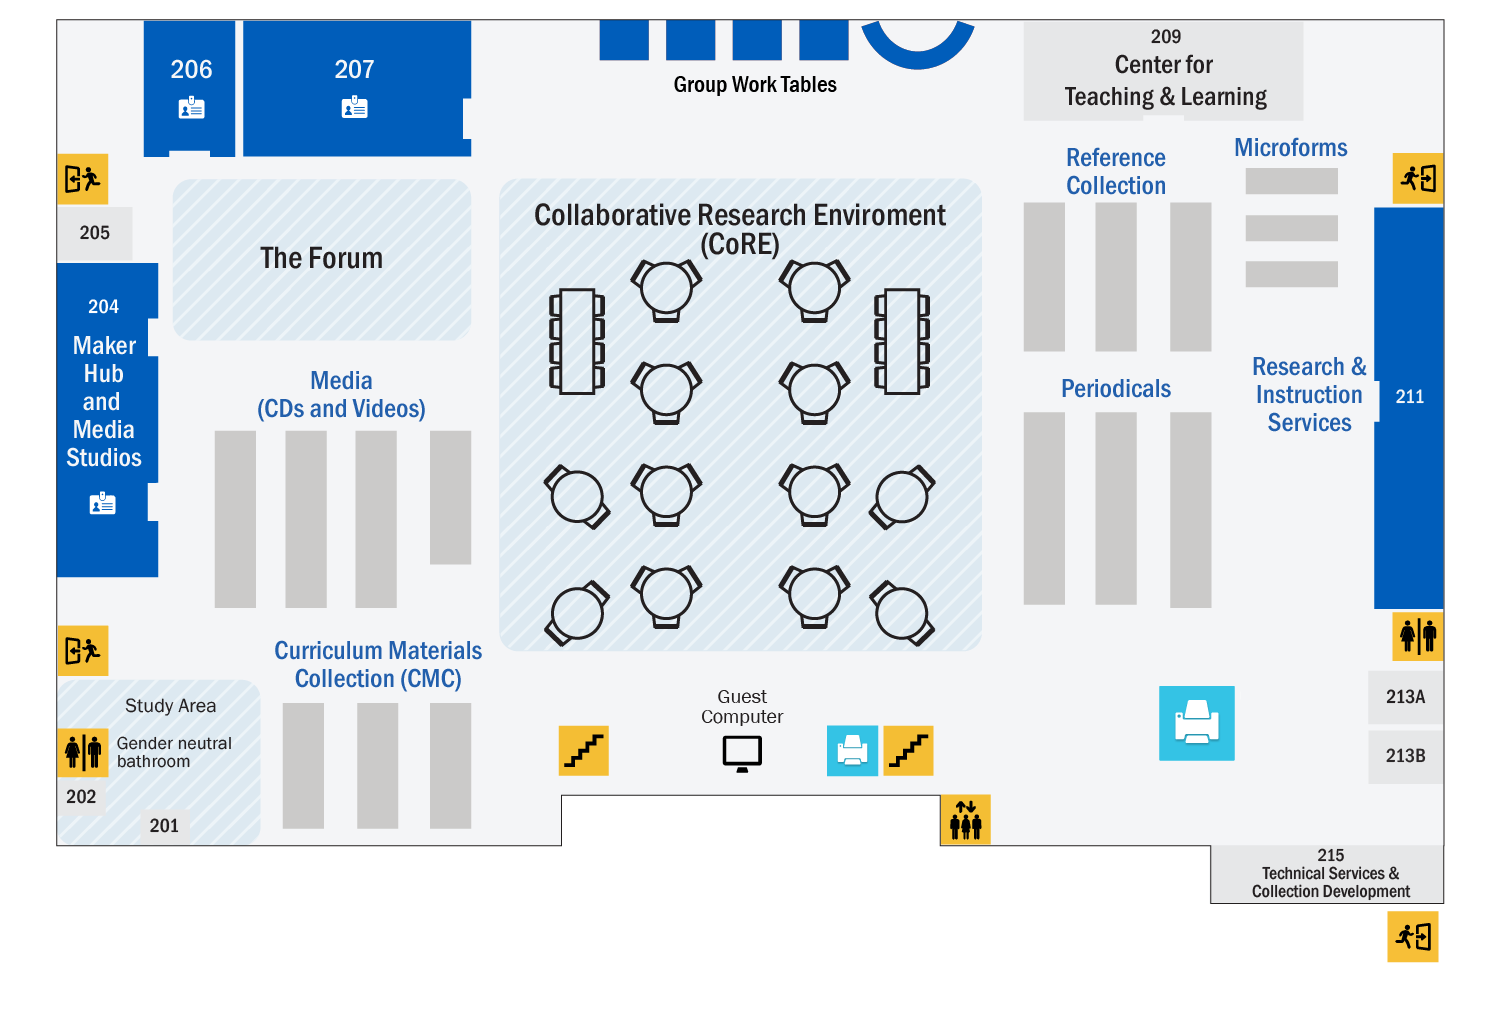 206
207
Group Work Tables
209
Center for
Teaching & Learning
Reference
Collection
Microforms
205
The Forum
Collaborative Research Enviroment
(CoRE)
204
Maker
Hub
and
Media
Studios
Media
(CDs and Videos)
Periodicals
Research &
Instruction
Services
211
Curriculum Materials
Collection (CMC)
Study Area
Gender neutral
bathroom
202
201
Guest
Computer
213A
213B
215
Technical Services &
Collection Development